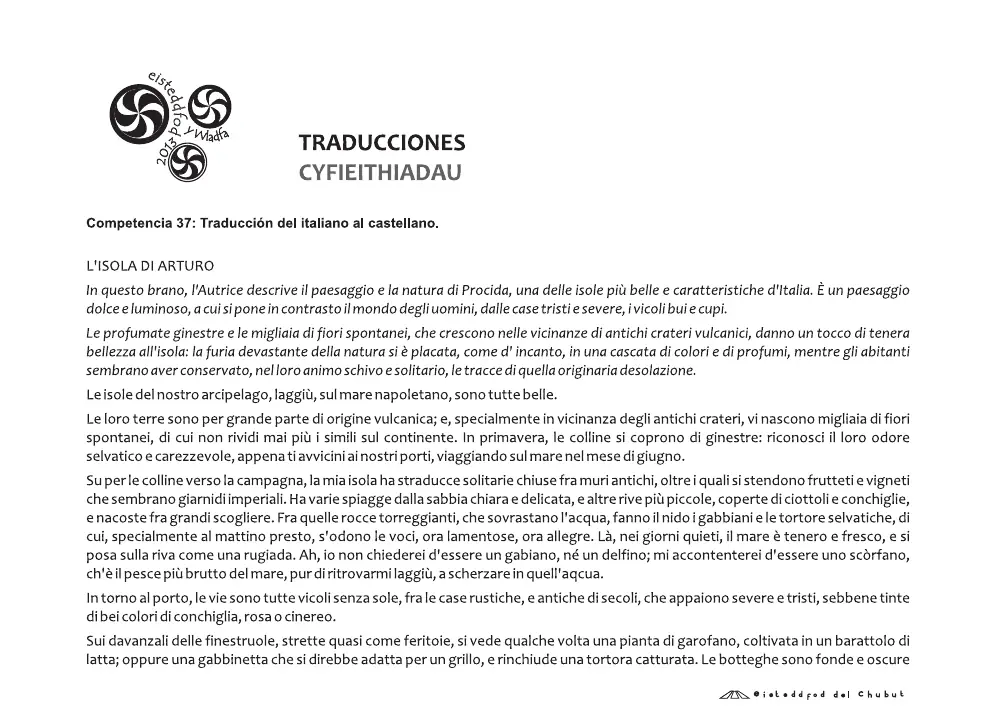 eisteddfod
y Wladfa
2013
TRADUCCIONES
CYFIEITHIADAU
Competencia 37: Traducción del italiano al castellano.
L'ISOLA DI ARTURO
In questo brano, l'Autrice descrive il paesaggio e la natura di Procida, una delle isole più belle e caratteristiche d'Italia. È un paesaggio
dolce e luminoso, a cui si pone in contrasto il mondo degli uomini, dalle case tristi e severe, i vicoli bui e cupi.
Le profumate ginestre e le migliaia di fiori spontanei, che crescono nelle vicinanze di antichi crateri vulcanici, danno un tocco di tenera
bellezza all'isola: la furia devastante della natura si è placata, come d' incanto, in una cascata di colori e di profumi, mentre gli abitanti
sembrano aver conservato, nel loro animo schivo e solitario, le tracce di quella originaria desolazione.
Le isole del nostro arcipelago, laggiù, sul mare napoletano, sono tutte belle.
Le loro terre sono per grande parte di origine vulcanica; e, specialmente in vicinanza degli antichi crateri, vi nascono migliaia di fiori
spontanei, di cui non rividi mai più i simili sul continente. In primavera, le colline si coprono di ginestre: riconosci il loro odore
selvatico e carezzevole, appena ti avvicini ai nostri porti, viaggiando sul mare nel mese di giugno.
Su per le colline verso la campagna, la mia isola ha straducce solitarie chiuse fra muri antichi, oltre i quali si stendono frutteti e vigneti
che sembrano giarnidi imperiali. Ha varie spiagge dalla sabbia chiara e delicata, e altre rive più piccole, coperte di ciottoli e conchiglie,
e nacoste fra grandi scogliere. Fra quelle rocce torreggianti, che sovrastano l'acqua, fanno il nido i gabbiani e le tortore selvatiche, di
cui, specialmente al mattino presto, s'odono le voci, ora lamentose, ora allegre. Là, nei giorni quieti, il mare è tenero e fresco, e si
posa sulla riva come una rugiada. Ah, io non chiederei d'essere un gabiano, né un delfino; mi accontenterei d'essere uno scòrfano,
ch'è il pesce più brutto del mare, pur di ritrovarmi laggiù, a scherzare in quell'aqcua.
In torno al porto, le vie sono tutte vicoli senza sole, fra le case rustiche, e antiche di secoli, che appaiono severe e tristi, sebbene tinte
di bei colori di conchiglia, rosa o cinereo.
Sui davanzali delle finestruole, strette quasi come feritoie, si vede qualche volta una pianta di garofano, coltivata in un barattolo di
latta; oppure una gabbinetta che si direbbe adatta per un grillo, e rinchiude una tortora catturata. Le botteghe sono fonde e oscure
eisteddfod del Chubut